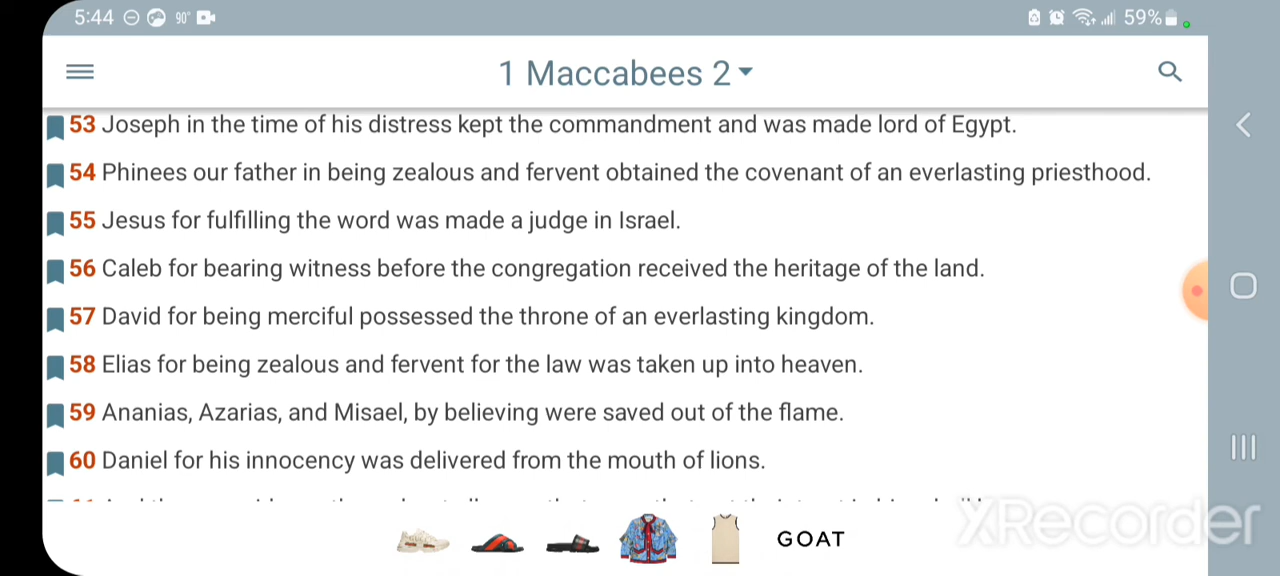 5:44 90° 59%
1 Maccabees 2
53 Joseph in the time of his distress kept the commandment and was made lord of Egypt.
54 Phinees our father in being zealous and fervent obtained the covenant of an everlasting priesthood.
55 Jesus for fulfilling the word was made a judge in Israel.
56 Caleb for bearing witness before the congregation received the heritage of the land.
57 David for being merciful possessed the throne of an everlasting kingdom.
58 Elias for being zealous and fervent for the law was taken up into heaven.
59 Ananias, Azarias, and Misael, by believing were saved out of the flame.
60 Daniel for his innocency was delivered from the mouth of lions.
GOAT
XRecorder